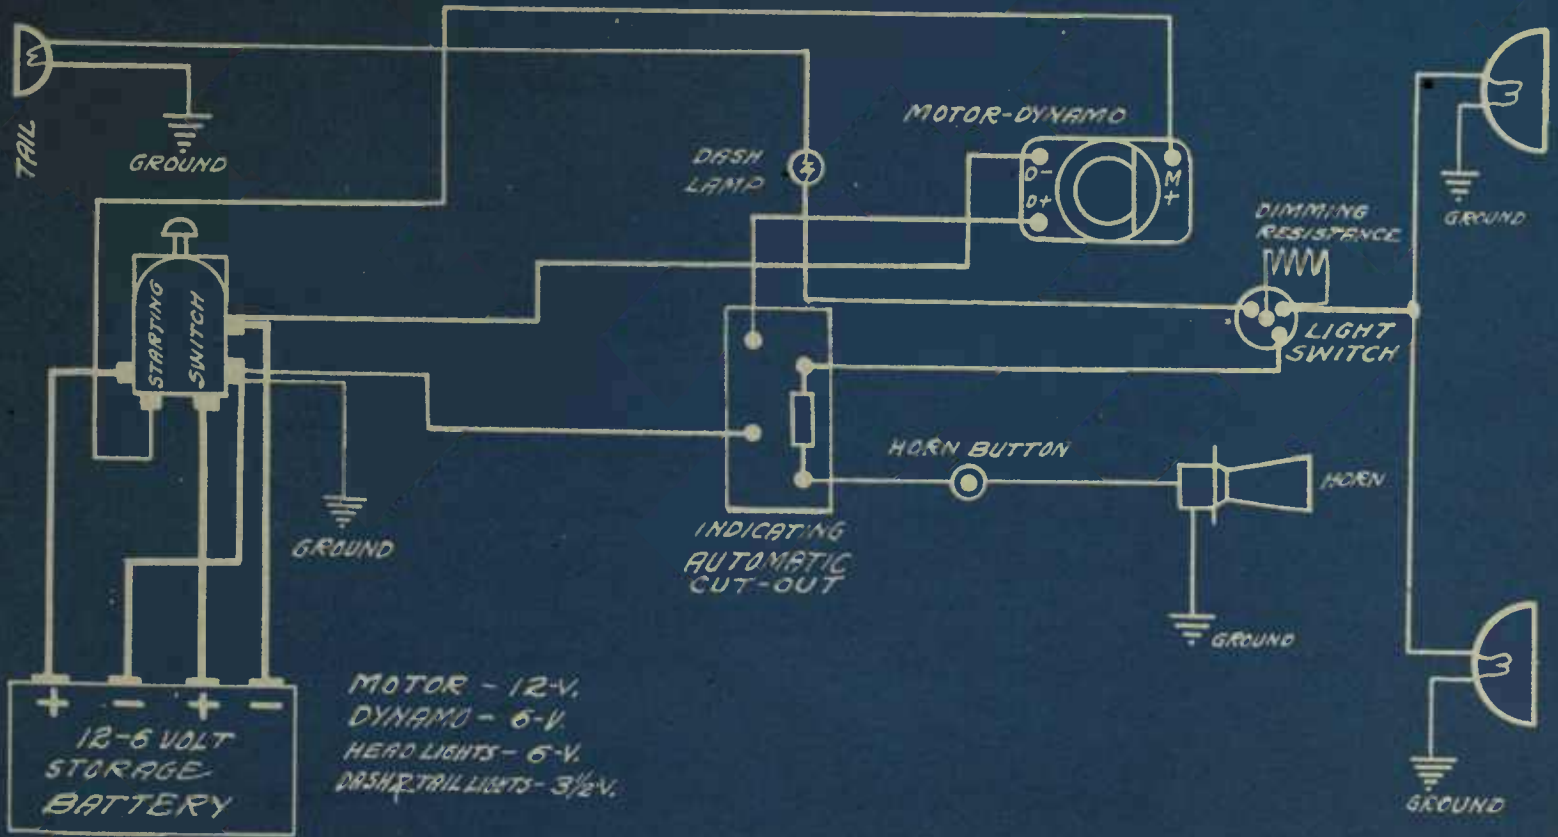 TAIL
GROUND
MOTOR-DYNAMO
DASH
LAMP
D-
D+
M
+
DIMMING
RESISTANCE
GROUND
STARTING
SWITCH
LIGHT
SWITCH
HORN BUTTON
HORN
GROUND
INDICATING
AUTOMATIC
CUT-OUT
GROUND
+ - + -
12-6 VOLT
STORAGE
BATTERY
MOTOR - 12-V.
DYNAMO - 6-V.
HEAD LIGHTS - 6-V.
DASH & TAIL LIGHTS - 3½-V.
GROUND